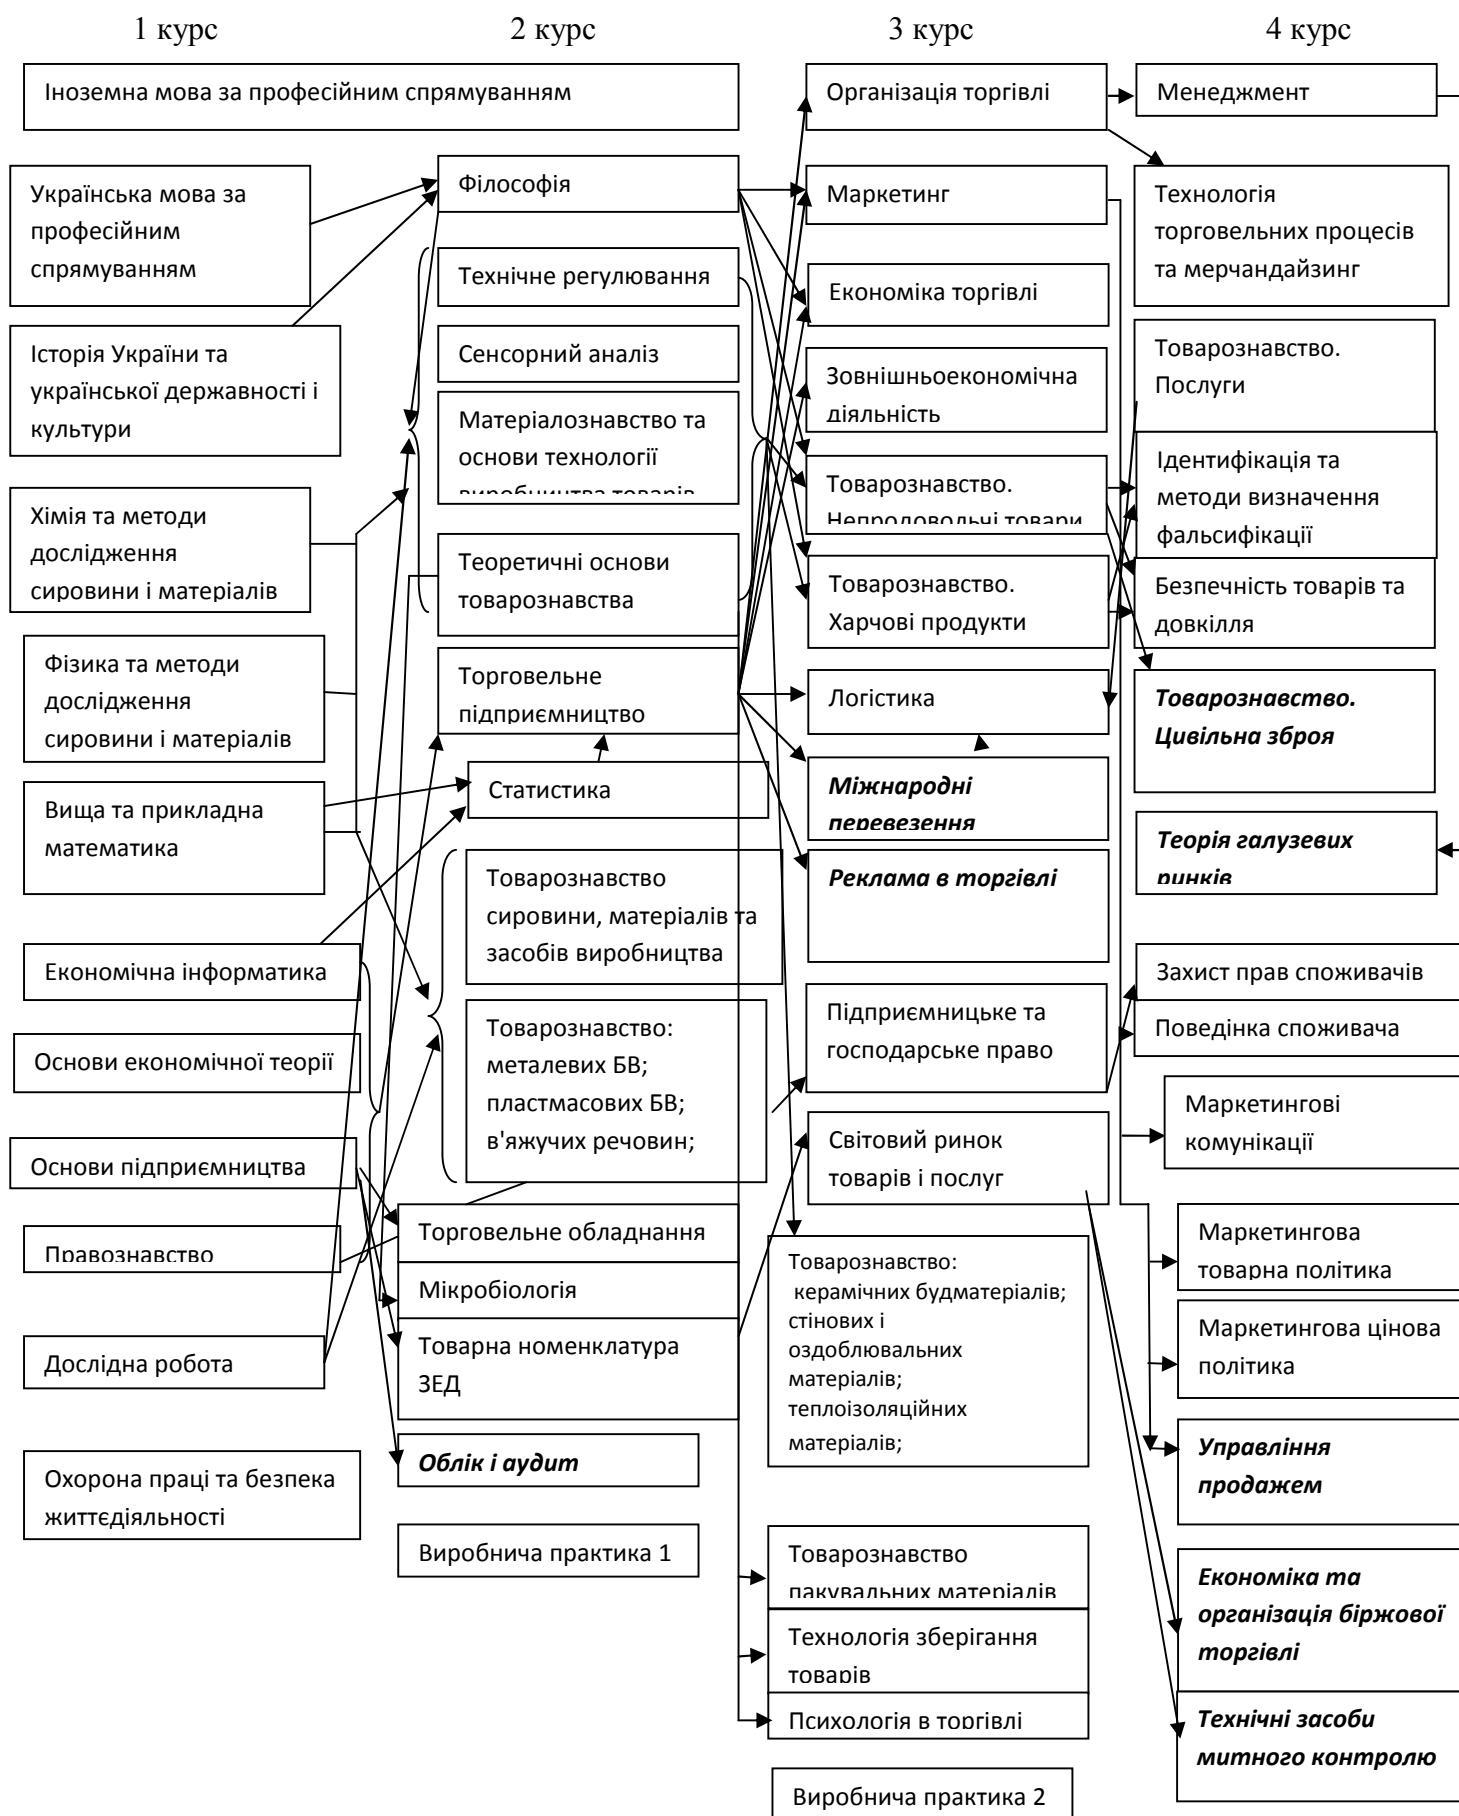 1 курс
2 курс
3 курс
4 курс
Іноземна мова за професійним спрямуванням
Українська мова за
професійним
спрямуванням
Історія України та
української державності і
культури
Хімія та методи
дослідження
сировини і матеріалів
Фізика та методи
дослідження
сировини і матеріалів
Вища та прикладна
математика
Економічна інформатика
Основи економічної теорії
Основи підприємництва
Правознавство
Дослідна робота
Охорона праці та безпека
життєдіяльності
Філософія
Технічне регулювання
Сенсорний аналіз
Матеріалознавство та
основи технології
виробництва товарів
Теоретичні основи
товарознавства
Торговельне
підприємництво
Статистика
Товарознавство
сировини, матеріалів та
засобів виробництва
Товарознавство:
металевих БВ;
пластмасових БВ;
в'яжучих речовин;
Торговельне обладнання
Мікробіологія
Товарна номенклатура
ЗЕД
Облік і аудит
Виробнича практика 1
Організація торгівлі
Маркетинг
Економіка торгівлі
Зовнішньоекономічна
діяльність
Товарознавство.
Непродовольчі товари
Товарознавство.
Харчові продукти
Логістика
Міжнародні
перевезення
Реклама в торгівлі
Підприємницьке та
господарське право
Світовий ринок
товарів і послуг
Товарознавство:
керамічних будматеріалів;
стінових і
оздоблювальних
матеріалів;
теплоізоляційних
матеріалів;
Товарознавство
пакувальних матеріалів
Технологія зберігання
товарів
Психологія в торгівлі
Виробнича практика 2
Менеджмент
Технологія
торговельних процесів
та мерчандайзинг
Товарознавство.
Послуги
Ідентифікація та
методи визначення
фальсифікації
Безпечність товарів та
довкілля
Товарознавство.
Цивільна зброя
Теорія галузевих
ринків
Захист прав споживачів
Поведінка споживача
Маркетингові
комунікації
Маркетингова
товарна політика
Маркетингова цінова
політика
Управління
продажем
Економіка та
організація біржової
торгівлі
Технічні засоби
митного контролю